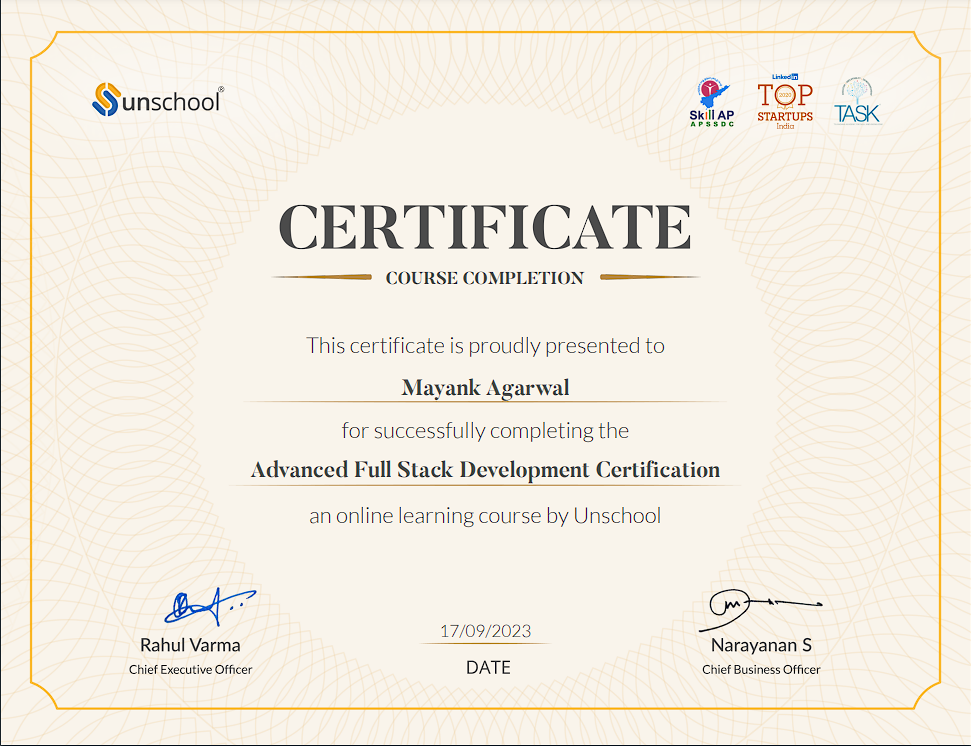 unschool®
Skill AP
APSSDC
LinkedIn
TOP
2020
STARTUPS
India
TASK
CERTIFICATE
COURSE COMPLETION
This certificate is proudly presented to
Mayank Agarwal
for successfully completing the
Advanced Full Stack Development Certification
an online learning course by Unschool
Rahul Varma
Chief Executive Officer
17/09/2023
DATE
Narayanan S
Chief Business Officer